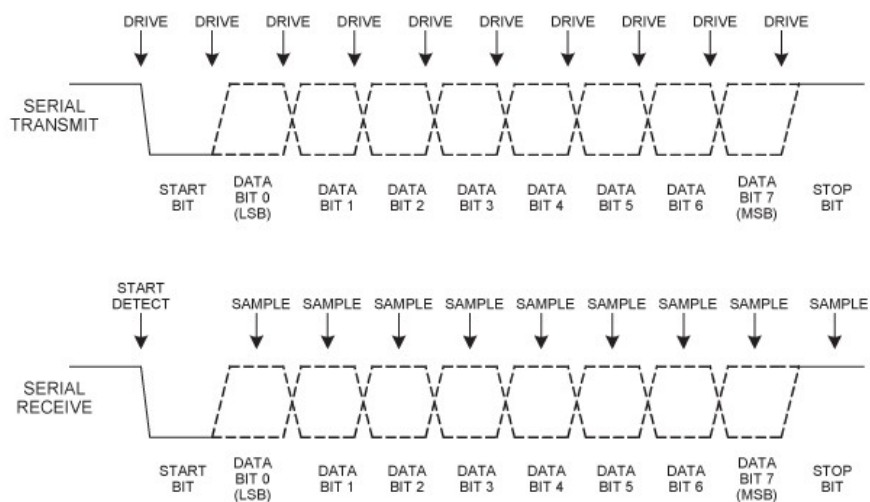 DRIVE DRIVE DRIVE DRIVE DRIVE DRIVE DRIVE DRIVE DRIVE DRIVE
SERIAL
TRANSMIT
START
BIT
DATA
BIT 0
(LSB)
DATA
BIT 1
DATA
BIT 2
DATA
BIT 3
DATA
BIT 4
DATA
BIT 5
DATA
BIT 6
DATA
BIT 7
(MSB)
STOP
BIT
START
DETECT
SAMPLE SAMPLE SAMPLE SAMPLE SAMPLE SAMPLE SAMPLE SAMPLE SAMPLE
SERIAL
RECEIVE
START
BIT
DATA
BIT 0
(LSB)
DATA
BIT 1
DATA
BIT 2
DATA
BIT 3
DATA
BIT 4
DATA
BIT 5
DATA
BIT 6
DATA
BIT 7
(MSB)
STOP
BIT